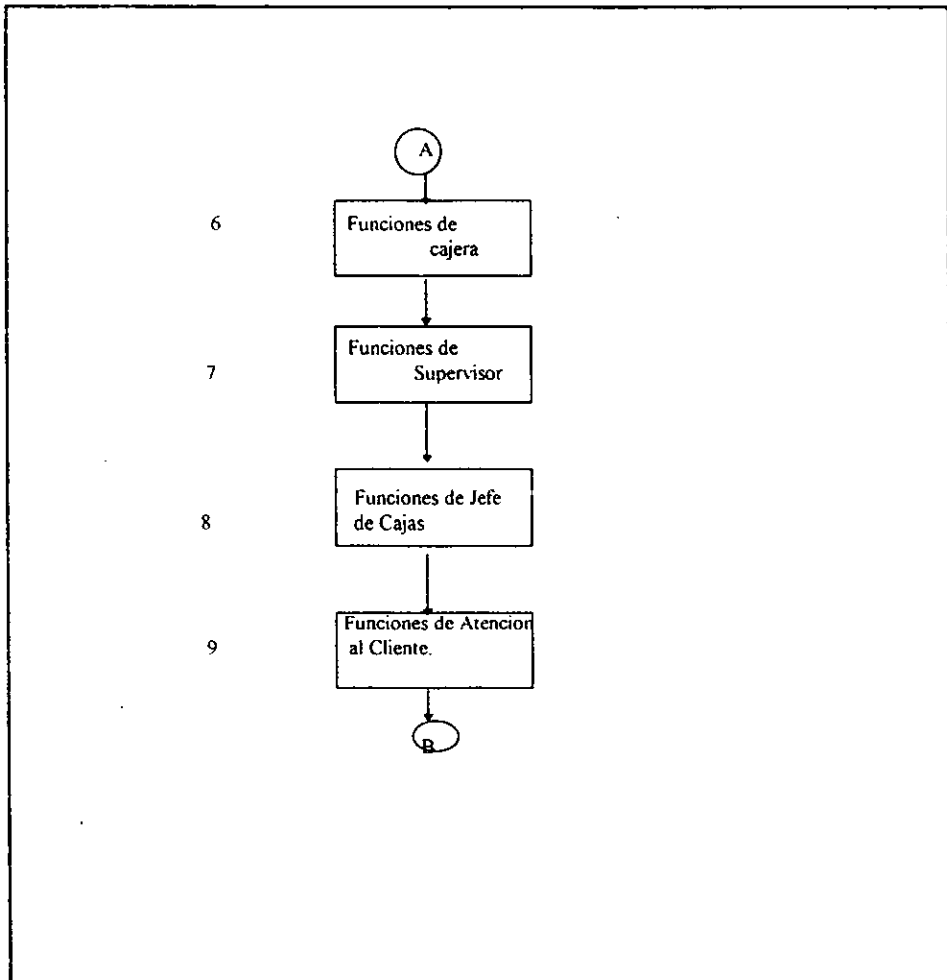 A
6
Funciones de
cajera
7
Funciones de
Supervisor
8
Funciones de Jefe
de Cajas
9
Funciones de Atencion
al Cliente.
B